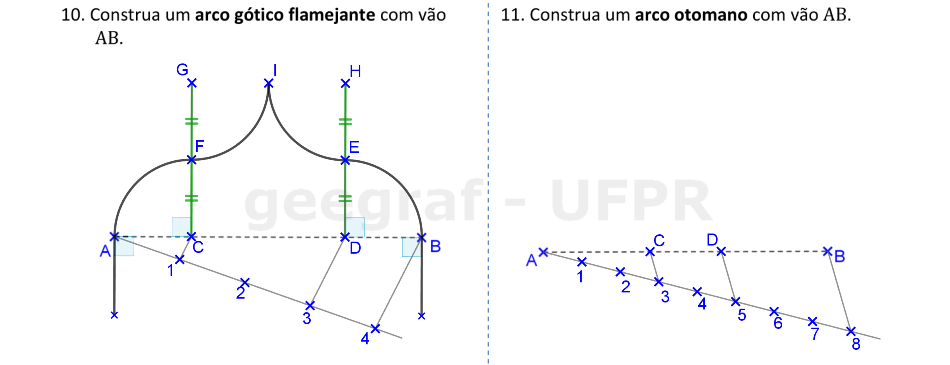 10. Construa um arco gótico flamejante com vão
AB.
G
I
H
F
E
A
C
D
B
1
2
3
4
11. Construa um arco otomano com vão AB.
geegraf - UFPR
A
C
D
B
1
2
3
4
5
6
7
8